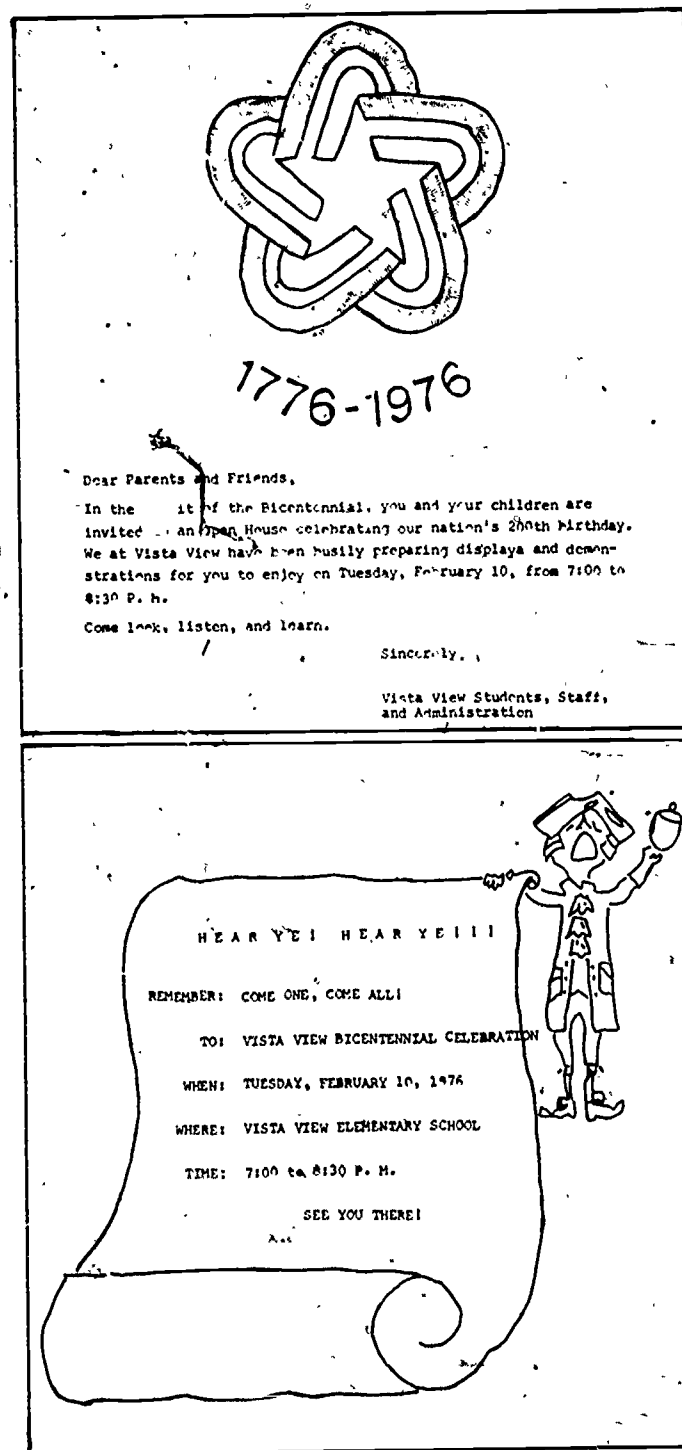 1776-1976
Dear Parents and Friends,
In the it of the Bicentennial, you and your children are
invited an Open House celebrating our nation's 200th birthday.
We at Vista View have been busily preparing displays and demon-
strations for you to enjoy on Tuesday, February 10, from 7:00 to
8:30 P. M.
Come look, listen, and learn.
Sincerely,
Vista View Students, Staff,
and Administration
HEAR YE! HEAR YE!!!
REMEMBER: COME ONE, COME ALL!
TO: VISTA VIEW BICENTENNIAL CELEBRATION
WHEN: TUESDAY, FEBRUARY 10, 1976
WHERE: VISTA VIEW ELEMENTARY SCHOOL
TIME: 7:00 to 8:30 P. M.
SEE YOU THERE!